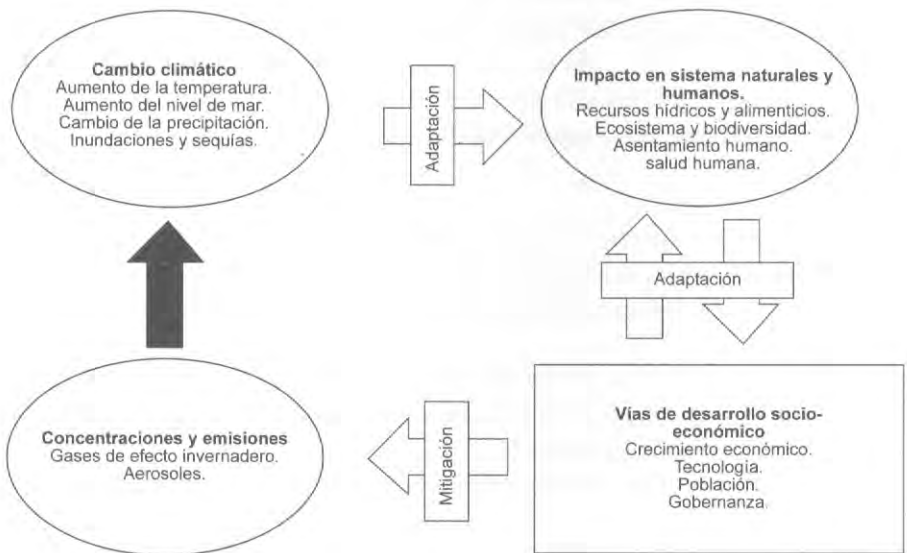 Cambio climático
Aumento de la temperatura.
Aumento del nivel de mar.
Cambio de la precipitación.
Inundaciones y sequías.
Adaptación
Impacto en sistema naturales y
humanos.
Recursos hídricos y alimenticios.
Ecosistema y biodiversidad.
Asentamiento humano.
salud humana.
Adaptación
Vías de desarrollo socio-
económico
Crecimiento económico.
Tecnología.
Población.
Gobernanza.
Mitigación
Concentraciones y emisiones
Gases de efecto invernadero.
Aerosoles.